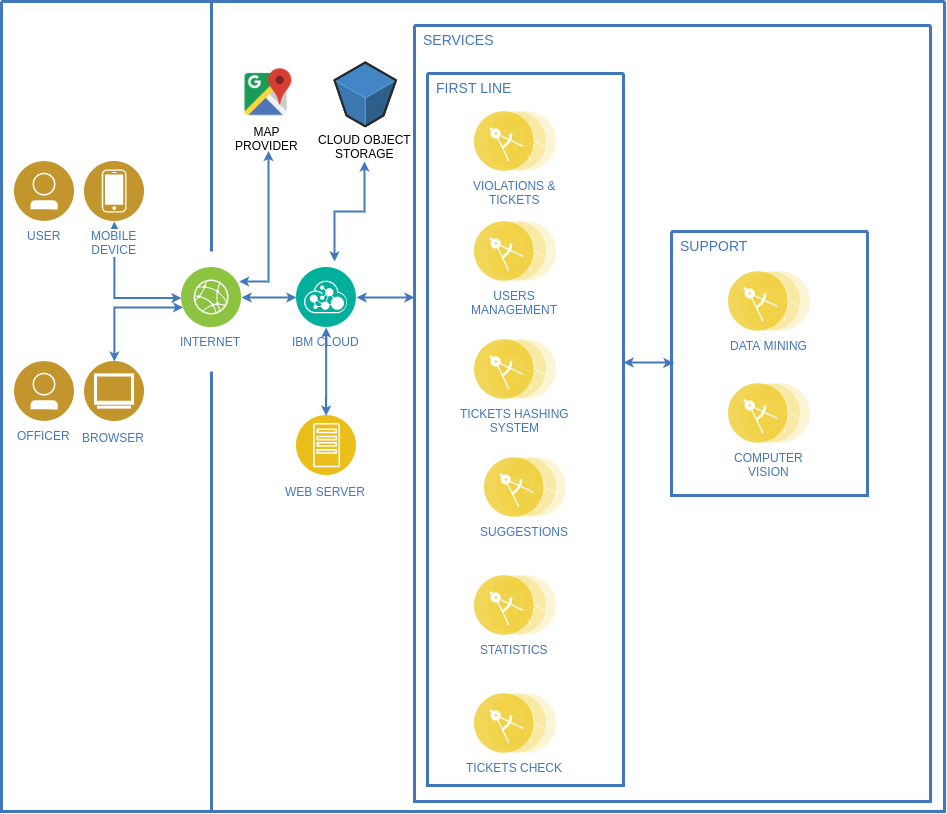 SERVICES
FIRST LINE
G
MAP
PROVIDER
CLOUD OBJECT
STORAGE
VIOLATIONS &
TICKETS
USER
MOBILE
DEVICE
SUPPORT
USERS
MANAGEMENT
INTERNET
IBM CLOUD
DATA MINING
TICKETS HASHING
SYSTEM
OFFICER
BROWSER
COMPUTER
VISION
WEB SERVER
SUGGESTIONS
STATISTICS
TICKETS CHECK